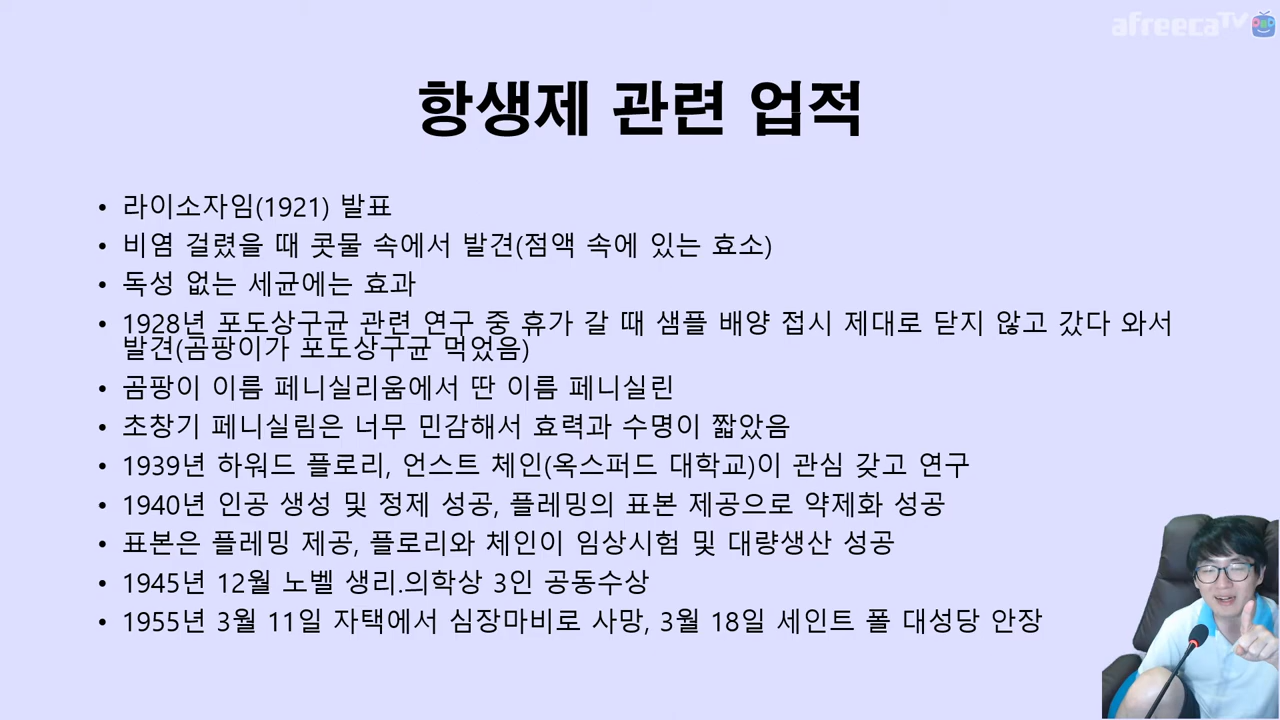 afreecaTV
항생제 관련 업적
• 라이소자임(1921) 발표
• 비염 걸렸을 때 콧물 속에서 발견(점액 속에 있는 효소)
• 독성 없는 세균에는 효과
• 1928년 포도상구균 관련 연구 중 휴가 갈 때 샘플 배양 접시 제대로 닫지 않고 갔다 와서
발견(곰팡이가 포도상구균 먹었음)
• 곰팡이 이름 페니실리움에서 딴 이름 페니실린
• 초창기 페니실림은 너무 민감해서 효력과 수명이 짧았음
• 1939년 하워드 플로리, 언스트 체인(옥스퍼드 대학교)이 관심 갖고 연구
• 1940년 인공 생성 및 정제 성공, 플레밍의 표본 제공으로 약제화 성공
• 표본은 플레밍 제공, 플로리와 체인이 임상시험 및 대량생산 성공
• 1945년 12월 노벨 생리.의학상 3인 공동수상
• 1955년 3월 11일 자택에서 심장마비로 사망, 3월 18일 세인트 폴 대성당 안장